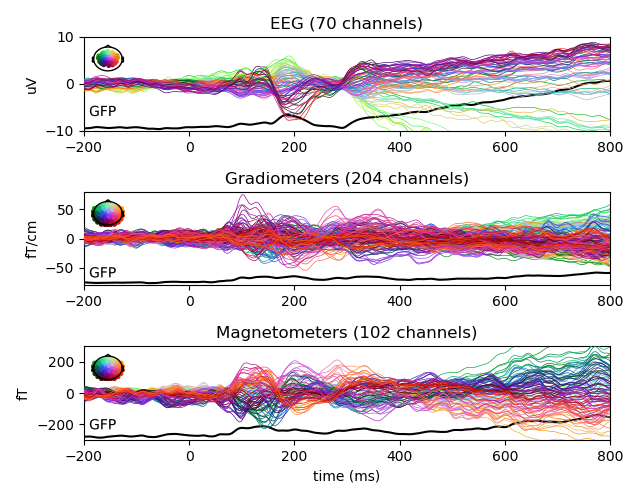 EEG (70 channels)
10
0
−10
uV
GFP
−200 0 200 400 600 800
Gradiometers (204 channels)
50
0
−50
fT/cm
GFP
−200 0 200 400 600 800
Magnetometers (102 channels)
200
0
−200
fT
GFP
−200 0 200 400 600 800
time (ms)